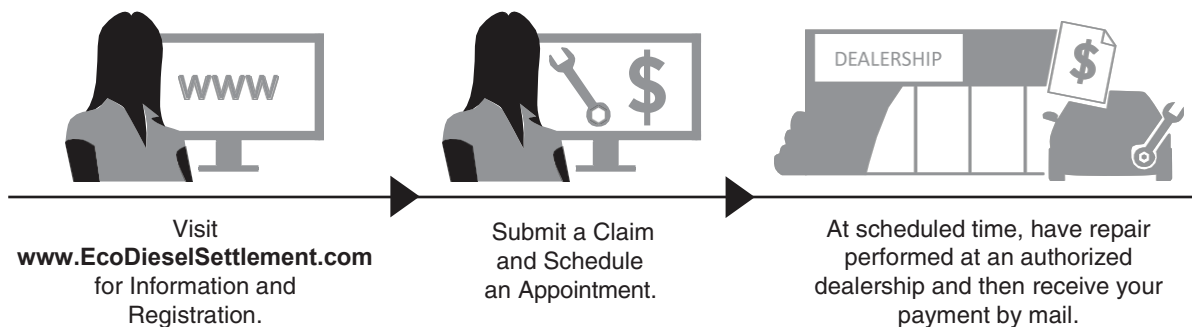 WWW
$
DEALERSHIP
$
Visit
www.EcoDieselSettlement.com
for Information and
Registration.
Submit a Claim
and Schedule
an Appointment.
At scheduled time, have repair
performed at an authorized
dealership and then receive your
payment by mail.